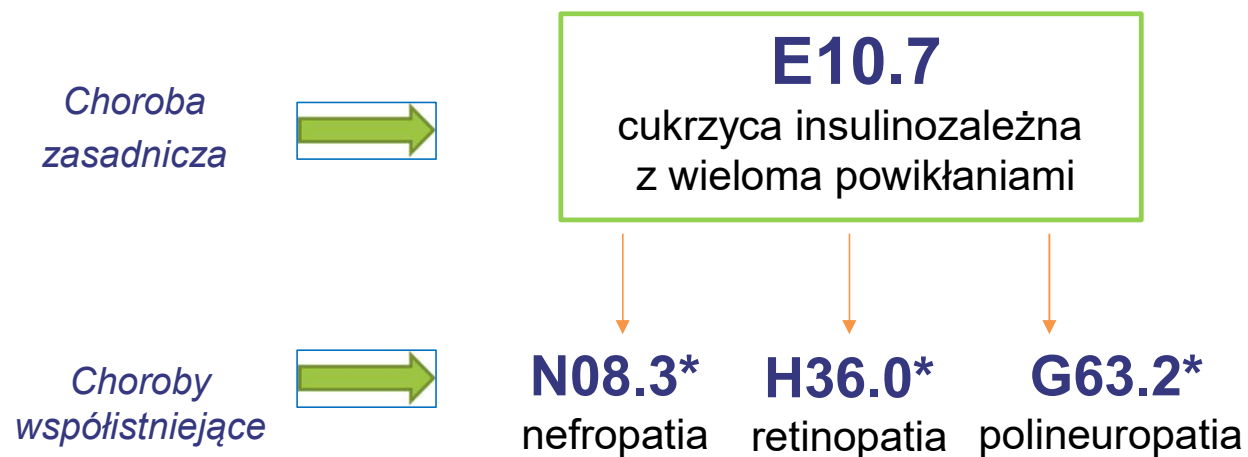 Choroba
zasadnicza
E10.7
cukrzyca insulinozależna
z wieloma powikłaniami
Choroby
współistniejące
N08.3*
nefropatia
H36.0*
retinopatia
G63.2*
polineuropatia